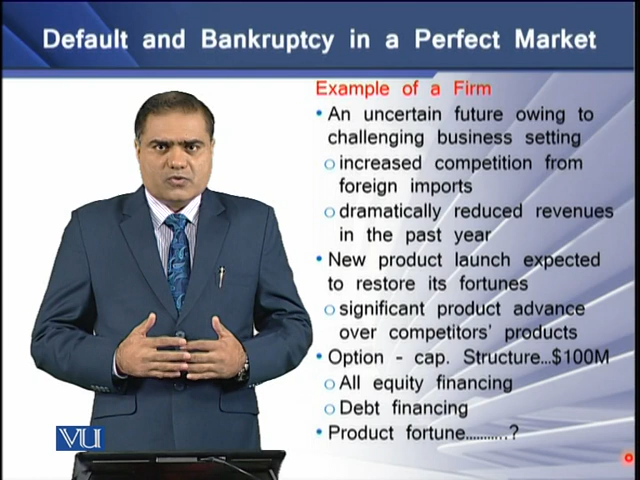 Default and Bankruptcy in a Perfect Market
Example of a Firm
• An uncertain future owing to
challenging business setting
o increased competition from
foreign imports
o dramatically reduced revenues
in the past year
• New product launch expected
to restore its fortunes
o significant product advance
over competitors' products
• Option - cap. Structure...$100M
o All equity financing
o Debt financing
• Product fortune...........?
VU